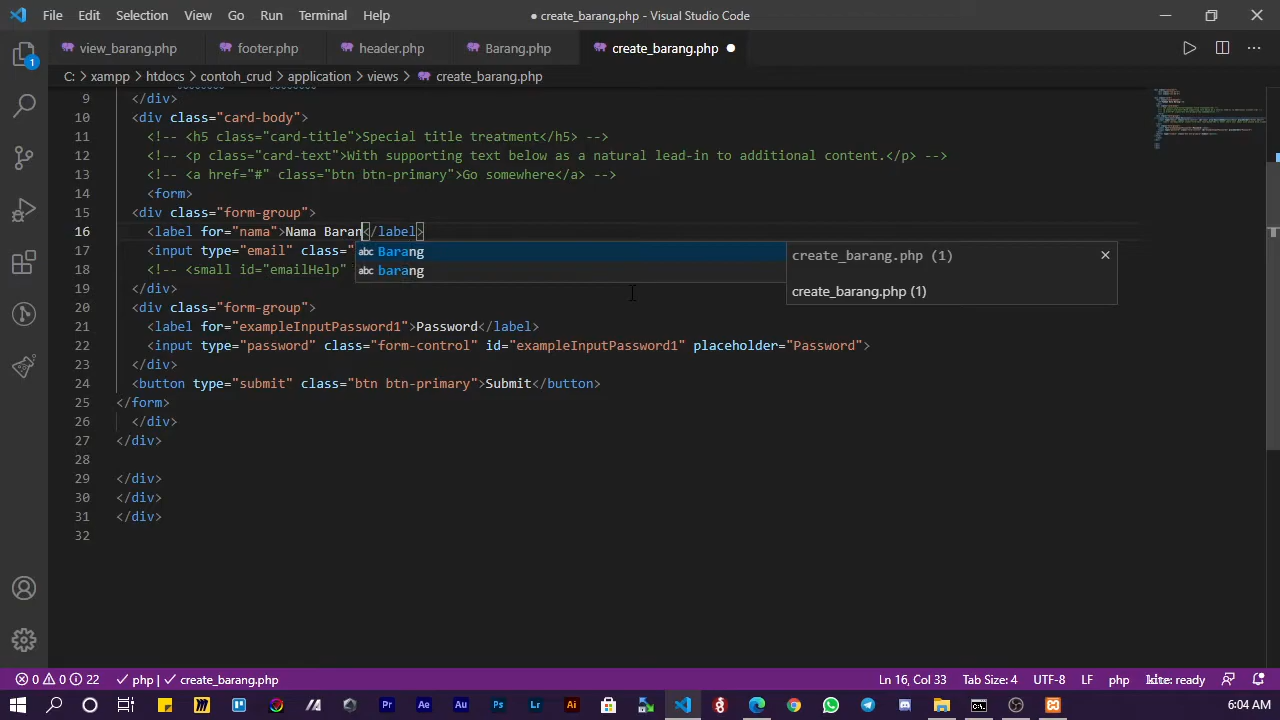 File Edit Selection View Go Run Terminal Help
● create_barang.php - Visual Studio Code
view_barang.php footer.php header.php Barang.php create_barang.php
C: > xampp > htdocs > contoh_crud > application > views > create_barang.php
9 </div>
10 <div class="card-body">
11 <!-- <h5 class="card-title">Special title treatment</h5> -->
12 <!-- <p class="card-text">With supporting text below as a natural lead-in to additional content.</p> -->
13 <!-- <a href="#" class="btn btn-primary">Go somewhere</a> -->
14 <form>
15 <div class="form-group">
16 <label for="nama">Nama Baran</label>
17 <input type="email" class="
abc Barang
create_barang.php (1)
18 <!-- <small id="emailHelp"
abc barang
create_barang.php (1)
19 </div>
20 <div class="form-group">
21 <label for="exampleInputPassword1">Password</label>
22 <input type="password" class="form-control" id="exampleInputPassword1" placeholder="Password">
23 </div>
24 <button type="submit" class="btn btn-primary">Submit</button>
25 </form>
26 </div>
27 </div>
28
29 </div>
30 </div>
31 </div>
32
1
0 0 22 php | create_barang.php
Ln 16, Col 33 Tab Size: 4 UTF-8 LF php kite: ready
Pr Ae Au Ps Lr Ai
6:04 AM